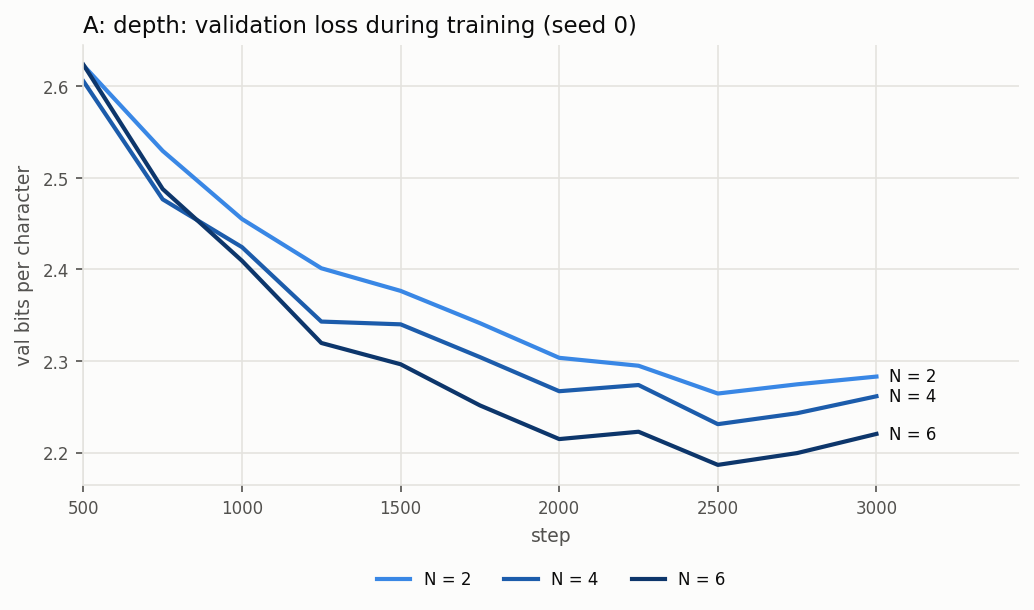 A: depth: validation loss during training (seed 0)
val bits per character
2.6
2.5
2.4
2.3
2.2
N = 2
N = 4
N = 6
500 1000 1500 2000 2500 3000
step
N = 2 N = 4 N = 6